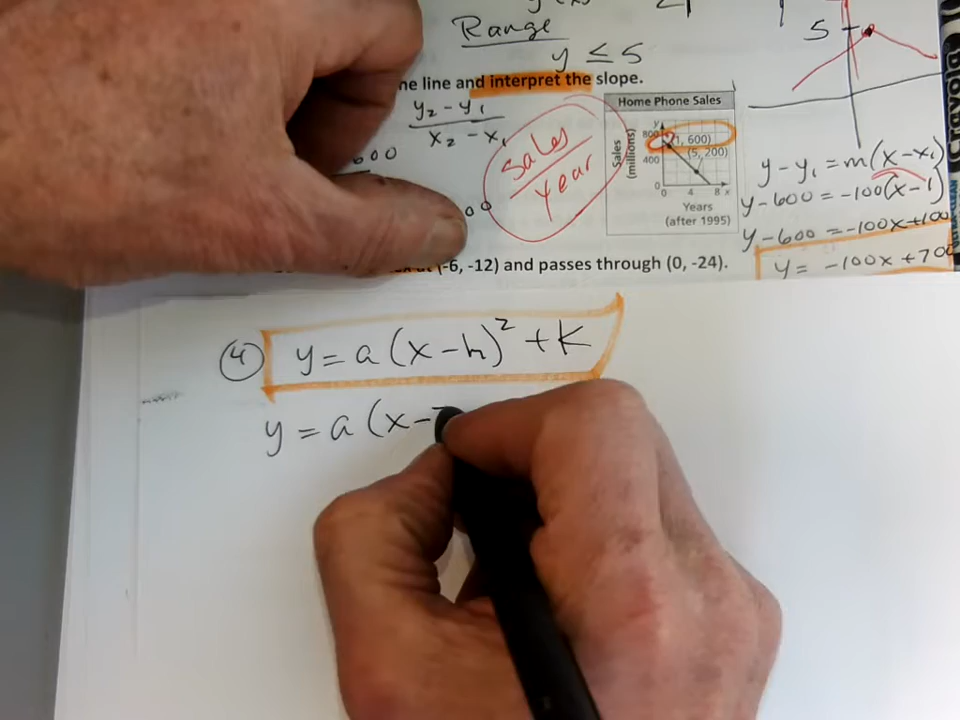 Range
y ≤ 5
5
ne line and interpret the slope.
y₂ - y₁
x₂ - x₁
Sales
Year
Home Phone Sales
y
Sales
(millions)
800
400
0
(1, 600)
(5, 200)
0 4 8 x
Years
(after 1995)
y - y₁ = m(x - x₁)
y - 600 = -100(x - 1)
y - 600 = -100x + 100
y = -100x + 700
(-6, -12) and passes through (0, -24).
4 y = a(x - h)² + k
y = a(x -
Crayola